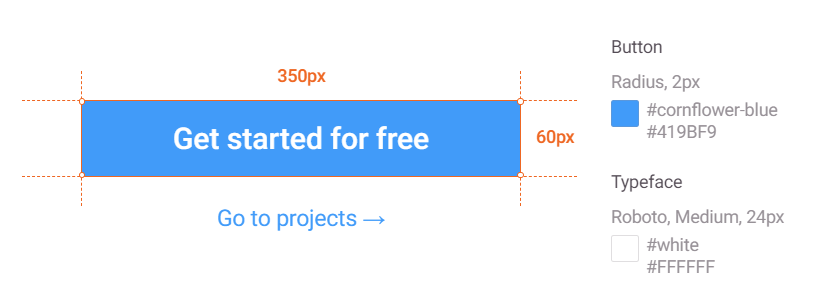 350px
Get started for free
60px
Go to projects →
Button
Radius, 2px
#cornflower-blue
#419BF9
Typeface
Roboto, Medium, 24px
#white
#FFFFFF